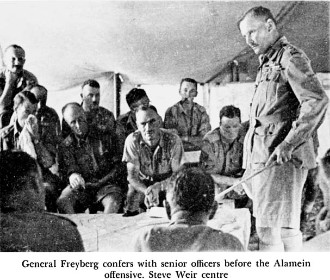 General Freyberg confers with senior officers before the Alamein
offensive. Steve Weir centre